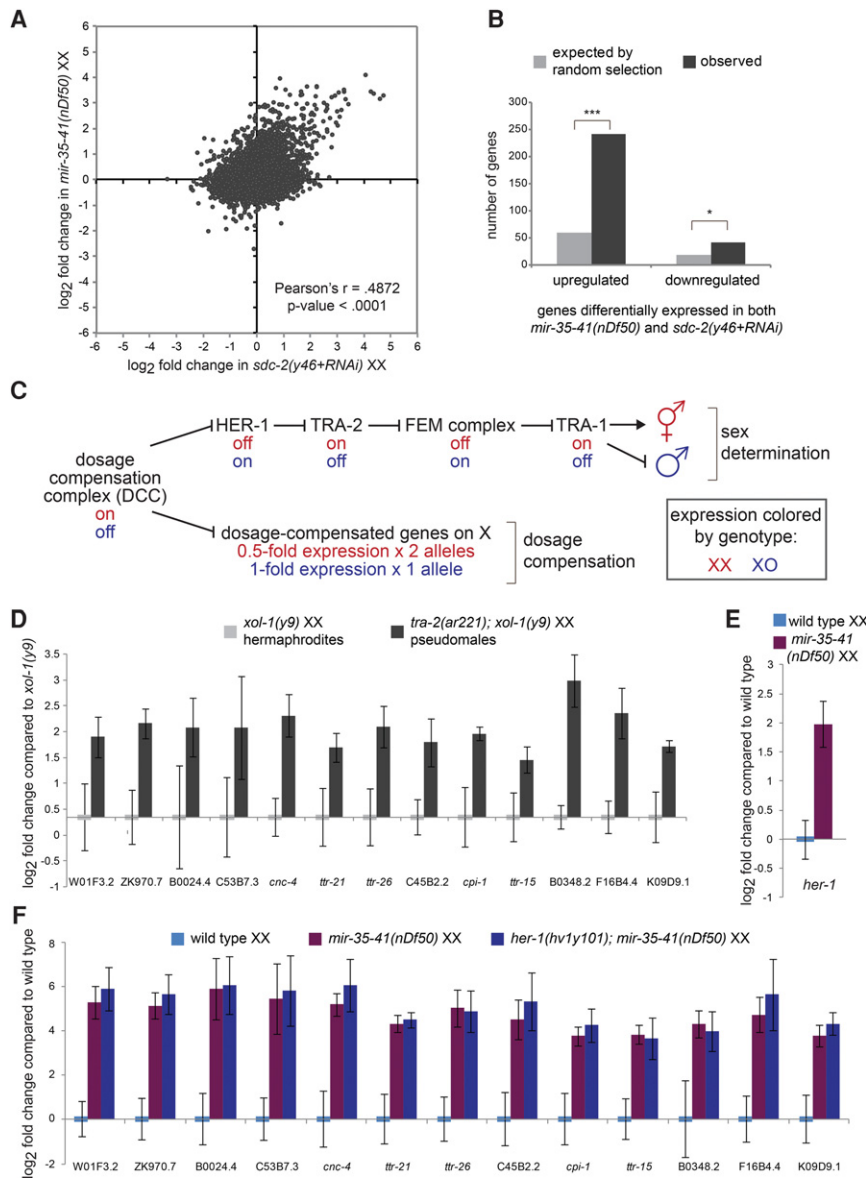 A
log2 fold change in mir-35-41(nDf50) XX
6
5
4
3
2
1
0
-1
-2
-3
-4
-5
-6
-6 -5 -4 -3 -2 -1 0 1 2 3 4 5 6
Pearson's r = .4872
p-value < .0001
log2 fold change in sdc-2(y46+RNAi) XX
B
expected by random selection
observed
number of genes
300
250
200
150
100
50
0
***
*
upregulated downregulated
genes differentially expressed in both
mir-35-41(nDf50) and sdc-2(y46+RNAi)
C
dosage
compensation
complex (DCC)
on
off
HER-1 TRA-2 FEM complex TRA-1
off on off on
on off on off
sex
determination
dosage-compensated genes on X
0.5-fold expression x 2 alleles
1-fold expression x 1 allele
dosage
compensation
expression colored
by genotype:
XX XO
D
xol-1(y9) XX
hermaphrodites
tra-2(ar221); xol-1(y9) XX
pseudomales
log2 fold change compared to xol-1(y9)
3.5
3
2.5
2
1.5
1
0.5
0
0.5
-1
W01F3.2 ZK970.7 B0024.4 C53B7.3 cnc-4 ttr-21 ttr-26 C45B2.2 cpi-1 ttr-15 B0348.2 F16B4.4 K09D9.1
E
wild type XX
mir-35-41
(nDf50) XX
log2 fold change compared to wild type
3
2.5
2
1.5
1
0.5
0
-0.5
-1
her-1
F
wild type XX
mir-35-41(nDf50) XX
her-1(hv1y101); mir-35-41(nDf50) XX
log2 fold change compared to wild type
8
6
4
2
0
-2
W01F3.2 ZK970.7 B0024.4 C53B7.3 cnc-4 ttr-21 ttr-26 C45B2.2 cpi-1 ttr-15 B0348.2 F16B4.4 K09D9.1